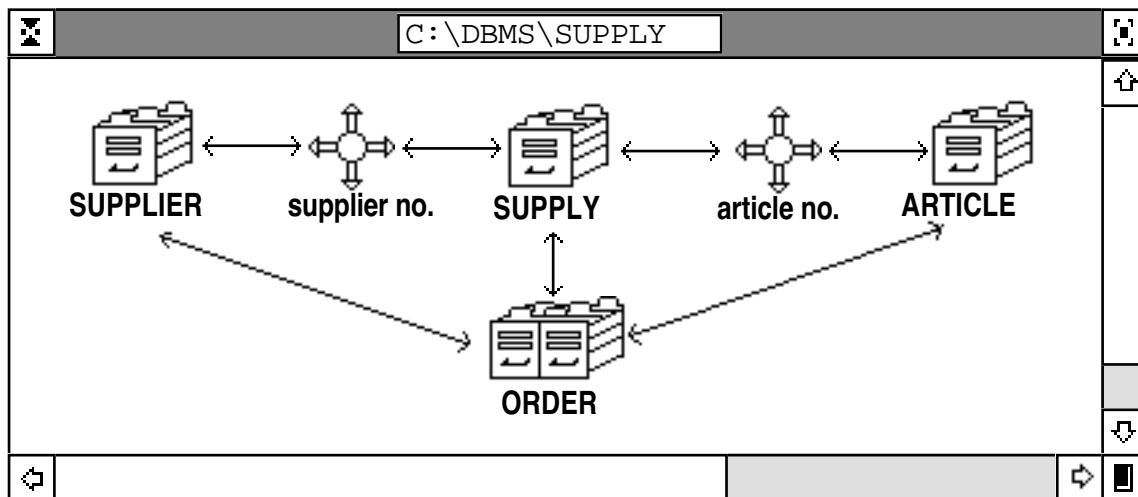 C:\DBMS\SUPPLY
SUPPLIER supplier no. SUPPLY article no. ARTICLE
ORDER